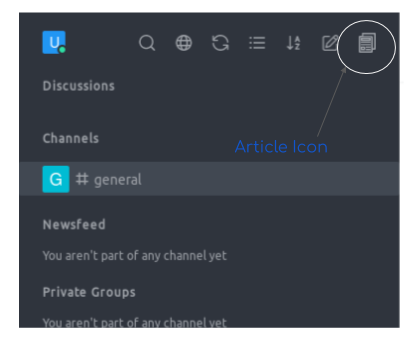 U
Discussions
Channels
Article Icon
G # general
Newsfeed
You aren't part of any channel yet
Private Groups
You aren't part of any channel yet